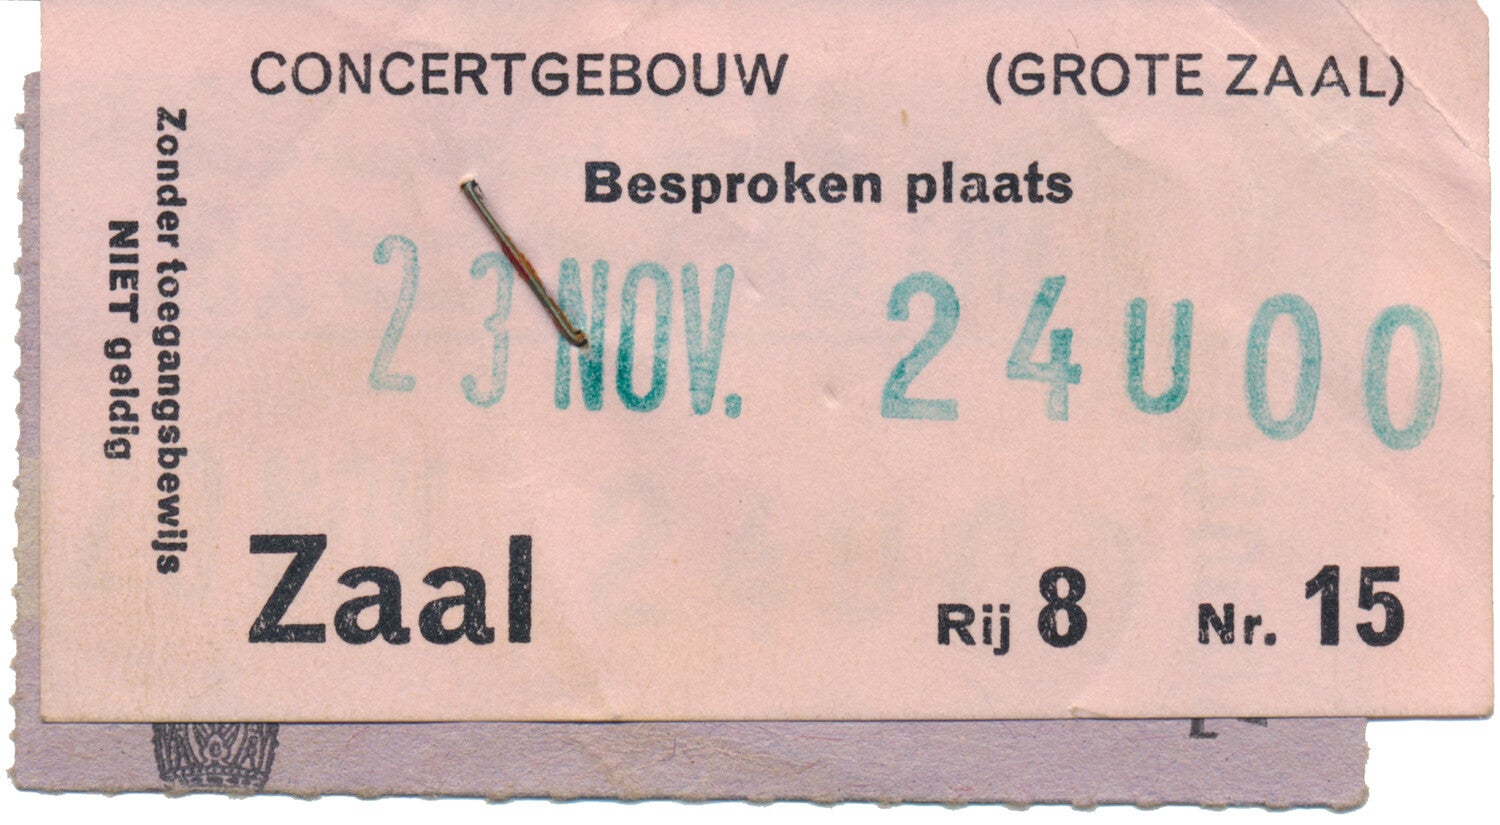 CONCERTGEBOUW (GROTE ZAAL)
Besproken plaats
23 NOV. 24U00
Zaal Rij 8 Nr. 15
Zonder toegangsbewijs
NIET geldig